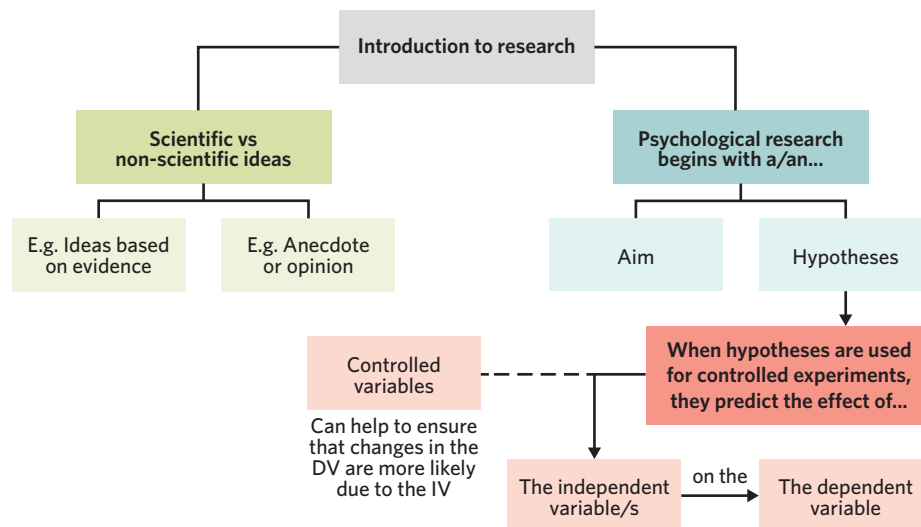 Introduction to research
Scientific vs
non-scientific ideas
Psychological research
begins with a/an...
E.g. Ideas based
on evidence
E.g. Anecdote
or opinion
Aim
Hypotheses
Controlled
variables
When hypotheses are used
for controlled experiments,
they predict the effect of...
Can help to ensure
that changes in the
DV are more likely
due to the IV
The independent
variable/s
on the
The dependent
variable